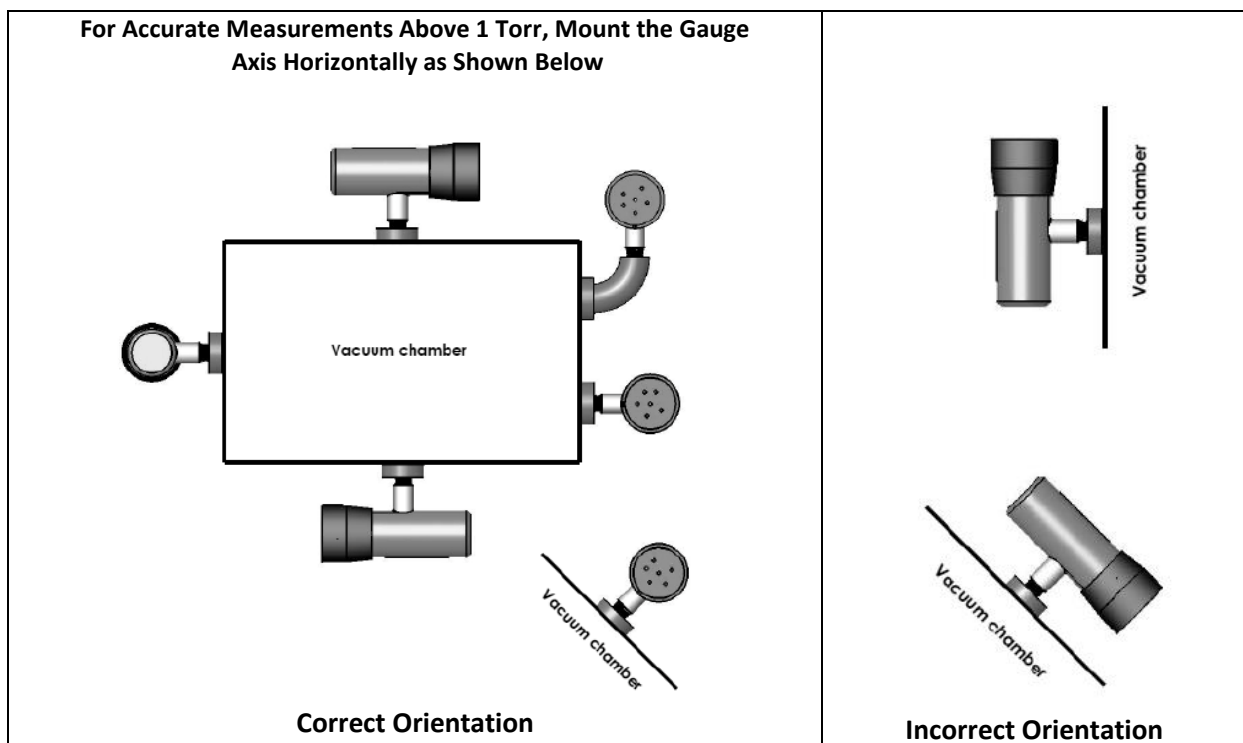 For Accurate Measurements Above 1 Torr, Mount the Gauge
Axis Horizontally as Shown Below
Vacuum chamber
Vacuum chamber
Correct Orientation
Vacuum chamber
Vacuum chamber
Incorrect Orientation